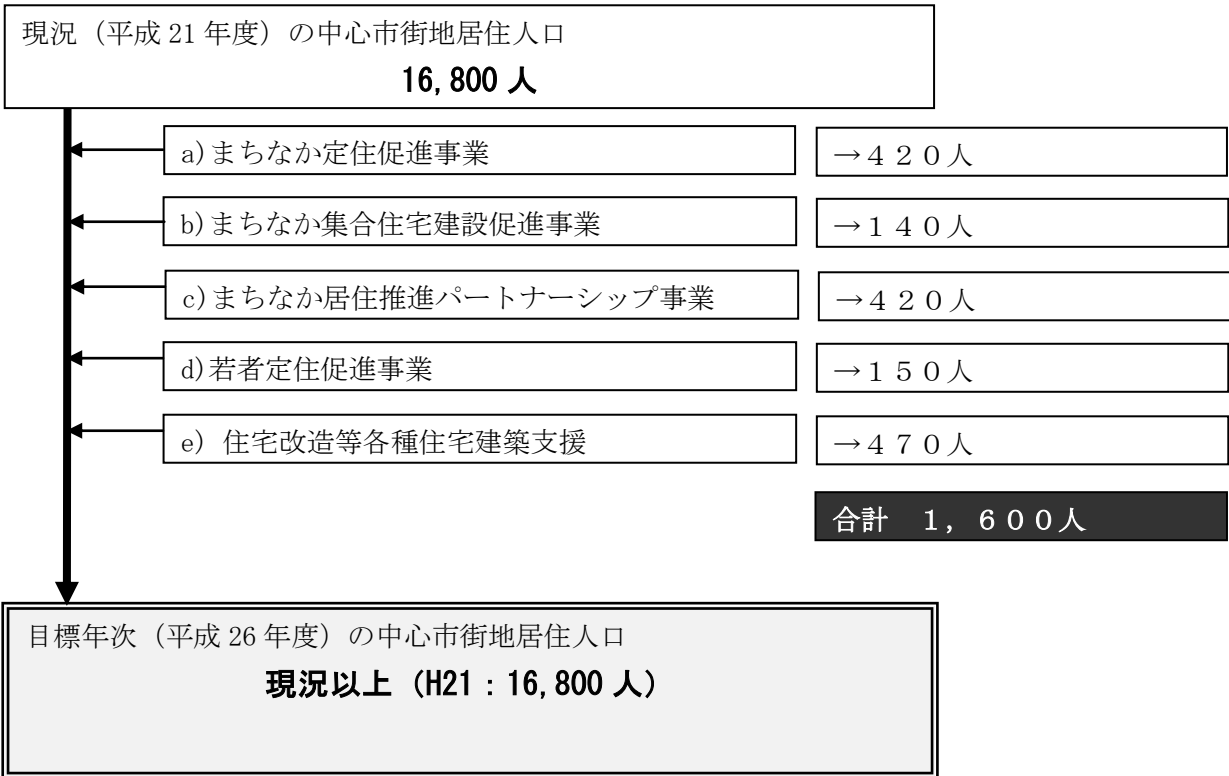 現況（平成 21 年度）の中心市街地居住人口
16,800 人
a)まちなか定住促進事業
→４２０人
b)まちなか集合住宅建設促進事業
→１４０人
c)まちなか居住推進パートナーシップ事業
→４２０人
d)若者定住促進事業
→１５０人
e) 住宅改造等各種住宅建築支援
→４７０人
合計　１，６００人
目標年次（平成 26 年度）の中心市街地居住人口
現況以上（H21：16,800 人）